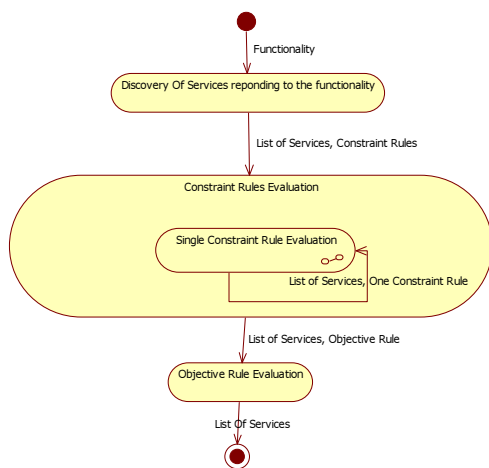 Functionality
Discovery Of Services reponding to the functionality
List of Services, Constraint Rules
Constraint Rules Evaluation
Single Constraint Rule Evaluation
List of Services, One Constraint Rule
List of Services, Objective Rule
Objective Rule Evaluation
List Of Services